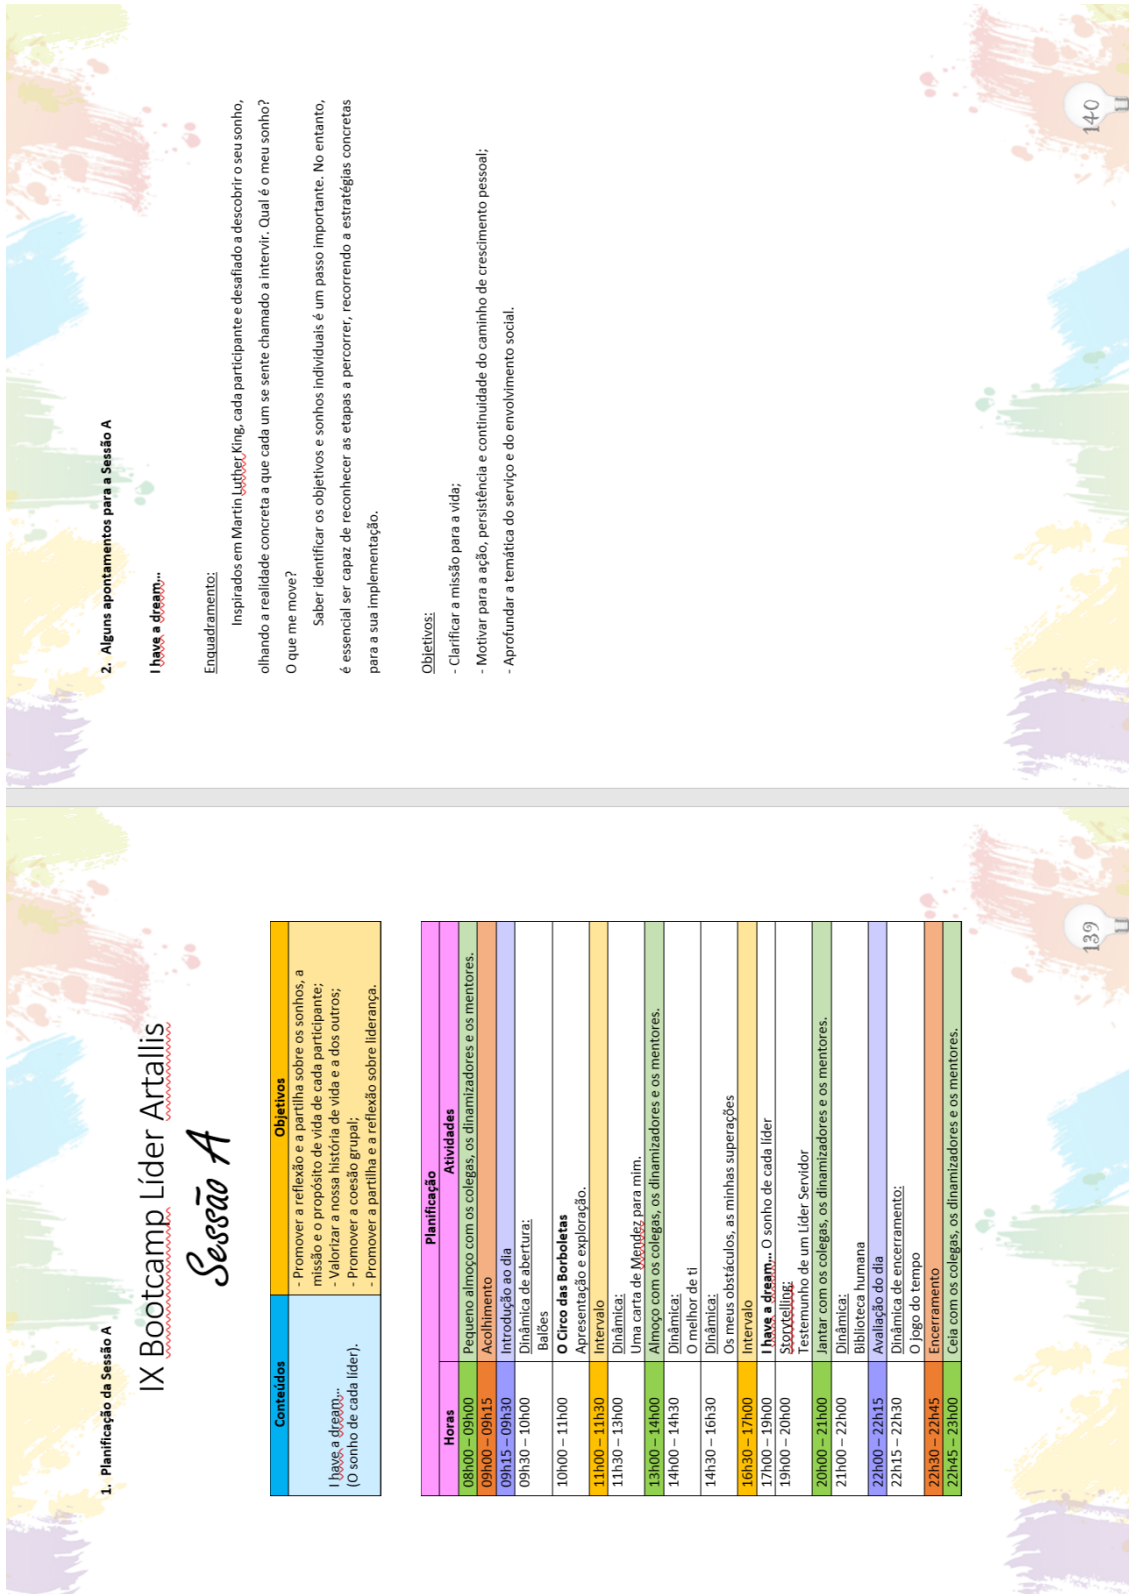 1. Planificação da Sessão A
IX Bootcamp Líder Artallis
Sessão A
Conteúdos
Objetivos
I have a dream...
(O sonho de cada líder).
- Promover a reflexão e a partilha sobre os sonhos, a
missão e o propósito de vida de cada participante;
- Valorizar a nossa história de vida e a dos outros;
- Promover a coesão grupal;
- Promover a partilha e a reflexão sobre liderança.
Planificação
Horas
Atividades
08h00 – 09h00
Pequeno almoço com os colegas, os dinamizadores e os mentores.
09h00 – 09h15
Acolhimento
09h15 – 09h30
Introdução ao dia
09h30 – 10h00
Dinâmica de abertura:
Balões
10h00 – 11h00
O Circo das Borboletas
Apresentação e exploração.
11h00 – 11h30
Intervalo
11h30 – 13h00
Dinâmica:
Uma carta de Mendez para mim.
13h00 – 14h00
Almoço com os colegas, os dinamizadores e os mentores.
14h00 – 14h30
Dinâmica:
O melhor de ti
14h30 – 16h30
Dinâmica:
Os meus obstáculos, as minhas superações
16h30 – 17h00
Intervalo
17h00 – 19h00
I have a dream... O sonho de cada líder
19h00 – 20h00
Storytelling:
Testemunho de um Líder Servidor
20h00 – 21h00
Jantar com os colegas, os dinamizadores e os mentores.
21h00 – 22h00
Dinâmica:
Biblioteca humana
22h00 – 22h15
Avaliação do dia
22h15 – 22h30
Dinâmica de encerramento:
O jogo do tempo
22h30 – 22h45
Encerramento
22h45 – 23h00
Ceia com os colegas, os dinamizadores e os mentores.
139
2. Alguns apontamentos para a Sessão A
I have a dream...
Enquadramento:
Inspirados em Martin Luther King, cada participante e desafiado a descobrir o seu sonho,
olhando a realidade concreta a que cada um se sente chamado a intervir. Qual é o meu sonho?
O que me move?
Saber identificar os objetivos e sonhos individuais é um passo importante. No entanto,
é essencial ser capaz de reconhecer as etapas a percorrer, recorrendo a estratégias concretas
para a sua implementação.
Objetivos:
- Clarificar a missão para a vida;
- Motivar para a ação, persistência e continuidade do caminho de crescimento pessoal;
- Aprofundar a temática do serviço e do envolvimento social.
140